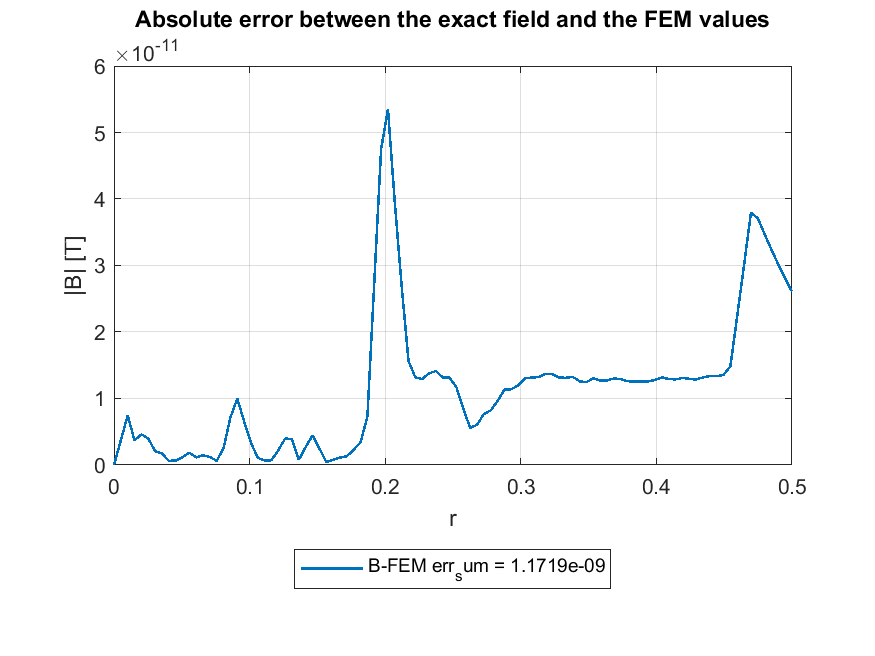 Absolute error between the exact field and the FEM values
×10^-11
6
5
4
3
2
1
0
|B| [T]
0 0.1 0.2 0.3 0.4 0.5
r
B-FEM err_sum = 1.1719e-09